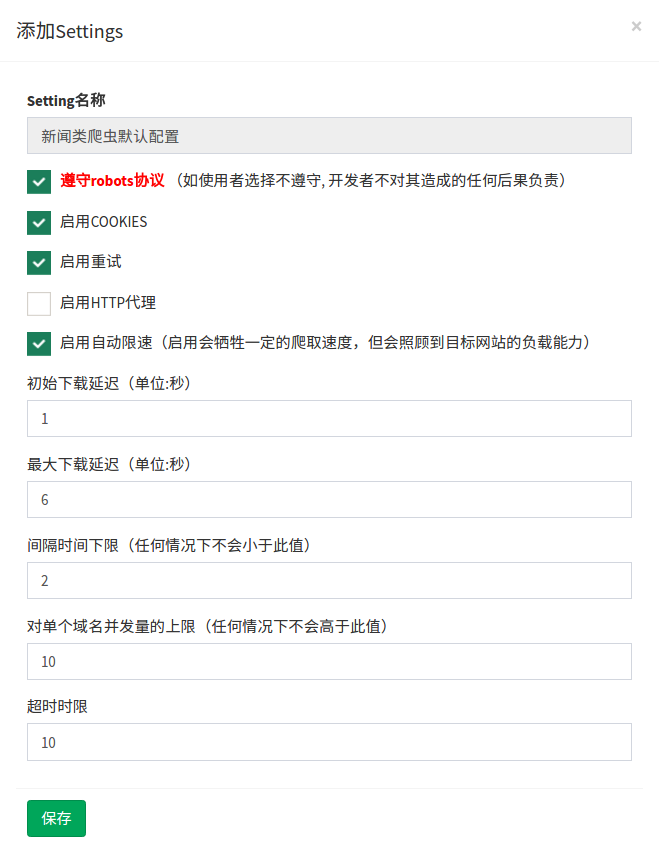 添加Settings
×
Setting名称
新闻类爬虫默认配置
遵守robots协议 （如使用者选择不遵守, 开发者不对其造成的任何后果负责）
启用COOKIES
启用重试
启用HTTP代理
启用自动限速（启用会牺牲一定的爬取速度，但会照顾到目标网站的负载能力）
初始下载延迟（单位:秒）
1
最大下载延迟（单位:秒）
6
间隔时间下限（任何情况下不会小于此值）
2
对单个域名并发量的上限（任何情况下不会高于此值）
10
超时时限
10
保存